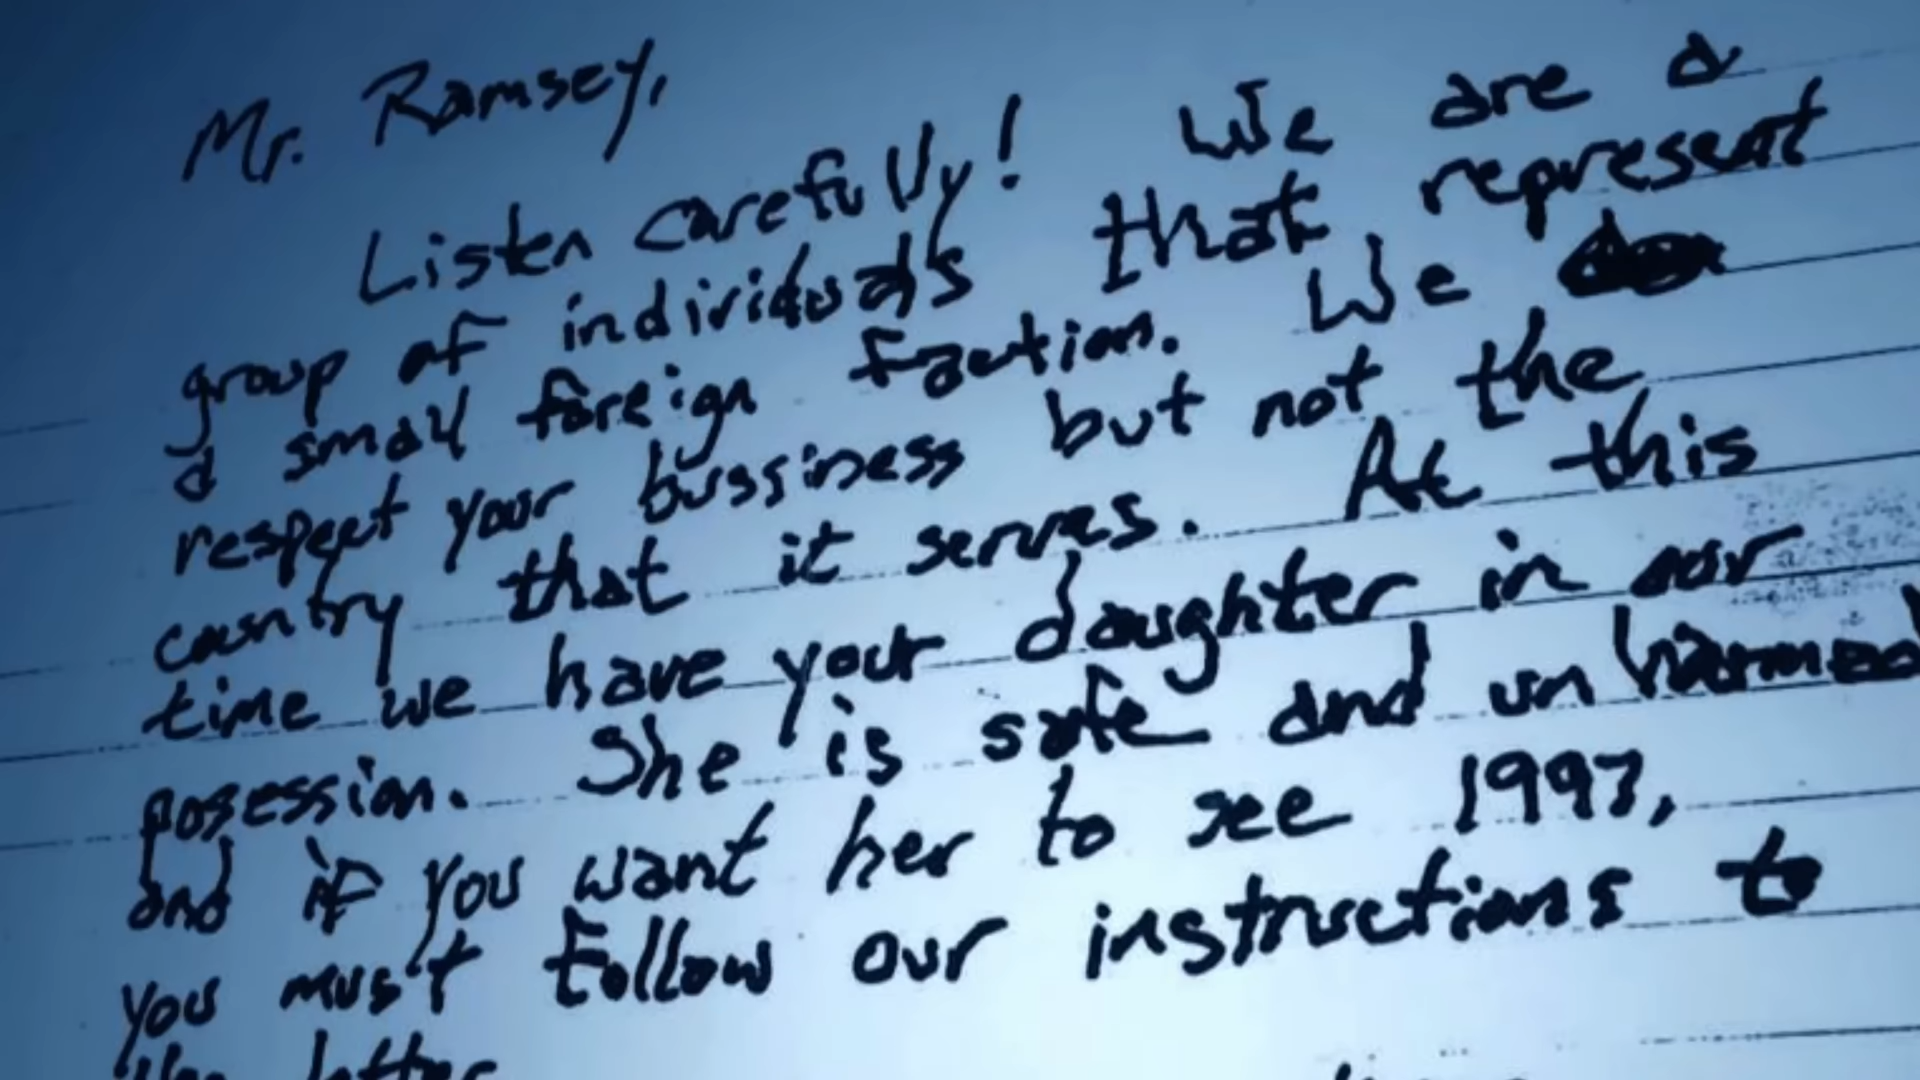 Mr. Ramsey,
Listen carefully! We are a
group of individuals that represent
a small foreign faction. We
respect your bussiness but not the
country that it serves. At this
time we have your daughter in our
posession. She is safe and unharmed
and if you want her to see 1997,
you must follow our instructions to
the letter